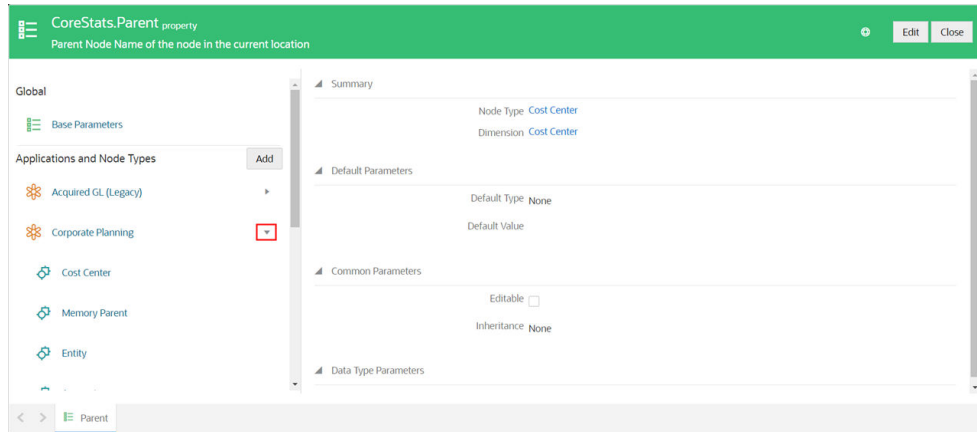 CoreStats.Parent property
Parent Node Name of the node in the current location
Edit
Close
Global
Base Parameters
Applications and Node Types
Add
Acquired GL (Legacy)
Corporate Planning
Cost Center
Memory Parent
Entity
Summary
Node Type Cost Center
Dimension Cost Center
Default Parameters
Default Type None
Default Value
Common Parameters
Editable
Inheritance None
Data Type Parameters
Parent